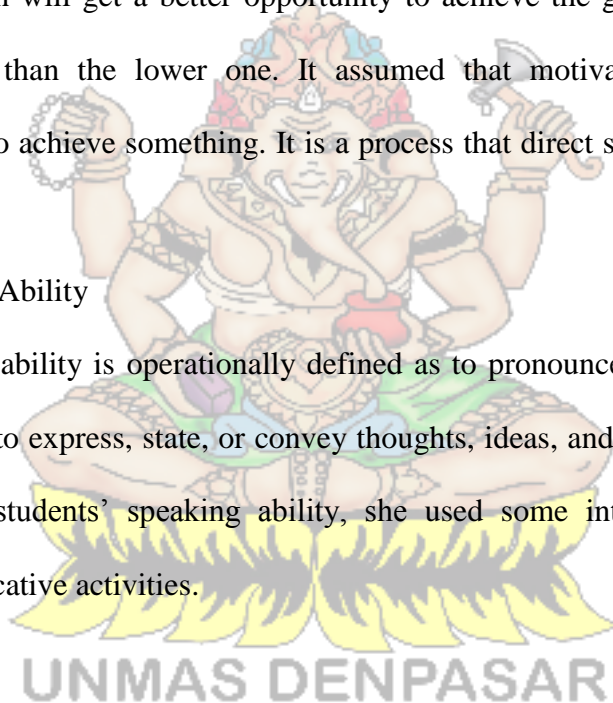 n will get a better opportunity to achieve the g
than the lower one. It assumed that motiva
o achieve something. It is a process that direct s
Ability
ability is operationally defined as to pronounce
to express, state, or convey thoughts, ideas, and
students’ speaking ability, she used some int
cative activities.
UNMAS DENPASAR